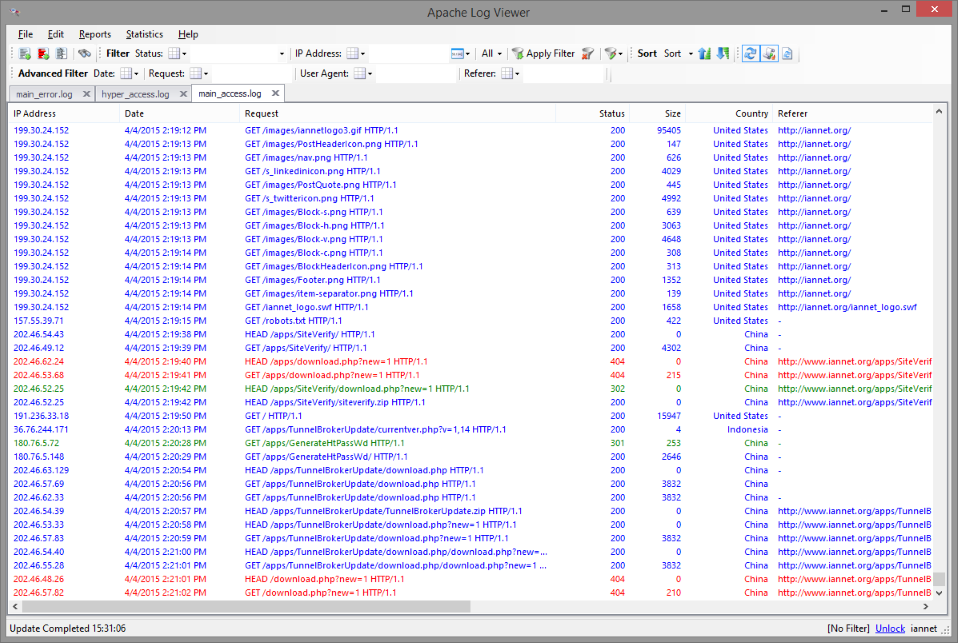 Apache Log Viewer
File Edit Reports Statistics Help
Filter Status: IP Address: All Apply Filter Sort Sort
Advanced Filter Date: Request: User Agent: Referer:
main_error.log hyper_access.log main_access.log
IP Address Date Request Status Size Country Referer
199.30.24.152 4/4/2015 2:19:12 PM GET /images/iannetlogo3.gif HTTP/1.1 200 95405 United States http://iannet.org/
199.30.24.152 4/4/2015 2:19:13 PM GET /images/PostHeaderIcon.png HTTP/1.1 200 147 United States http://iannet.org/
199.30.24.152 4/4/2015 2:19:13 PM GET /images/nav.png HTTP/1.1 200 626 United States http://iannet.org/
199.30.24.152 4/4/2015 2:19:13 PM GET /s_linkedinicon.png HTTP/1.1 200 4029 United States http://iannet.org/
199.30.24.152 4/4/2015 2:19:13 PM GET /images/PostQuote.png HTTP/1.1 200 445 United States http://iannet.org/
199.30.24.152 4/4/2015 2:19:13 PM GET /s_twittericon.png HTTP/1.1 200 4992 United States http://iannet.org/
199.30.24.152 4/4/2015 2:19:13 PM GET /images/Block-s.png HTTP/1.1 200 639 United States http://iannet.org/
199.30.24.152 4/4/2015 2:19:13 PM GET /images/Block-h.png HTTP/1.1 200 3063 United States http://iannet.org/
199.30.24.152 4/4/2015 2:19:13 PM GET /images/Block-v.png HTTP/1.1 200 4648 United States http://iannet.org/
199.30.24.152 4/4/2015 2:19:14 PM GET /images/Block-c.png HTTP/1.1 200 308 United States http://iannet.org/
199.30.24.152 4/4/2015 2:19:14 PM GET /images/BlockHeaderIcon.png HTTP/1.1 200 313 United States http://iannet.org/
199.30.24.152 4/4/2015 2:19:14 PM GET /images/Footer.png HTTP/1.1 200 1352 United States http://iannet.org/
199.30.24.152 4/4/2015 2:19:14 PM GET /images/item-separator.png HTTP/1.1 200 139 United States http://iannet.org/
199.30.24.152 4/4/2015 2:19:14 PM GET /iannet_logo.swf HTTP/1.1 200 1658 United States http://iannet.org/iannet_logo.swf
157.55.39.71 4/4/2015 2:19:15 PM GET /robots.txt HTTP/1.1 200 422 United States -
202.46.54.43 4/4/2015 2:19:38 PM HEAD /apps/SiteVerify/ HTTP/1.1 200 0 China -
202.46.49.12 4/4/2015 2:19:39 PM GET /apps/SiteVerify/ HTTP/1.1 200 4302 China -
202.46.62.24 4/4/2015 2:19:40 PM HEAD /apps/download.php?new=1 HTTP/1.1 404 0 China http://www.iannet.org/apps/SiteVerif
202.46.53.68 4/4/2015 2:19:41 PM GET /apps/download.php?new=1 HTTP/1.1 404 215 China http://www.iannet.org/apps/SiteVerif
202.46.52.25 4/4/2015 2:19:42 PM HEAD /apps/SiteVerify/download.php?new=1 HTTP/1.1 302 0 China http://www.iannet.org/apps/SiteVerif
202.46.52.25 4/4/2015 2:19:42 PM HEAD /apps/SiteVerify/siteverify.zip HTTP/1.1 200 0 China http://www.iannet.org/apps/SiteVerif
191.236.33.18 4/4/2015 2:19:50 PM GET / HTTP/1.1 200 15947 United States -
36.76.244.171 4/4/2015 2:20:13 PM GET /apps/TunnelBrokerUpdate/currentver.php?v=1,14 HTTP/1.1 200 4 Indonesia -
180.76.5.72 4/4/2015 2:20:28 PM GET /apps/GenerateHtPassWd HTTP/1.1 301 253 China -
180.76.5.148 4/4/2015 2:20:29 PM GET /apps/GenerateHtPassWd/ HTTP/1.1 200 2646 China -
202.46.63.129 4/4/2015 2:20:54 PM HEAD /apps/TunnelBrokerUpdate/download.php HTTP/1.1 200 0 China -
202.46.57.69 4/4/2015 2:20:56 PM GET /apps/TunnelBrokerUpdate/download.php HTTP/1.1 200 3832 China
202.46.62.33 4/4/2015 2:20:56 PM GET /apps/TunnelBrokerUpdate/download.php HTTP/1.1 200 3832 China -
202.46.54.39 4/4/2015 2:20:57 PM HEAD /apps/TunnelBrokerUpdate/TunnelBrokerUpdate.zip HTTP/1.1 200 0 China http://www.iannet.org/apps/TunnelB
202.46.53.33 4/4/2015 2:20:58 PM HEAD /apps/TunnelBrokerUpdate/download.php?new=1 HTTP/1.1 200 0 China http://www.iannet.org/apps/TunnelB
202.46.57.83 4/4/2015 2:20:59 PM GET /apps/TunnelBrokerUpdate/download.php?new=1 HTTP/1.1 200 3832 China http://www.iannet.org/apps/TunnelB
202.46.54.40 4/4/2015 2:21:00 PM HEAD /apps/TunnelBrokerUpdate/download.php/download.php?new=... 200 0 China http://www.iannet.org/apps/TunnelB
202.46.55.28 4/4/2015 2:21:01 PM GET /apps/TunnelBrokerUpdate/download.php/download.php?new=1 ... 200 3832 China http://www.iannet.org/apps/TunnelB
202.46.48.26 4/4/2015 2:21:01 PM HEAD /download.php?new=1 HTTP/1.1 404 0 China http://www.iannet.org/apps/TunnelB
202.46.57.82 4/4/2015 2:21:02 PM GET /download.php?new=1 HTTP/1.1 404 210 China http://www.iannet.org/apps/TunnelB
Update Completed 15:31:06 [No Filter] Unlock iannet